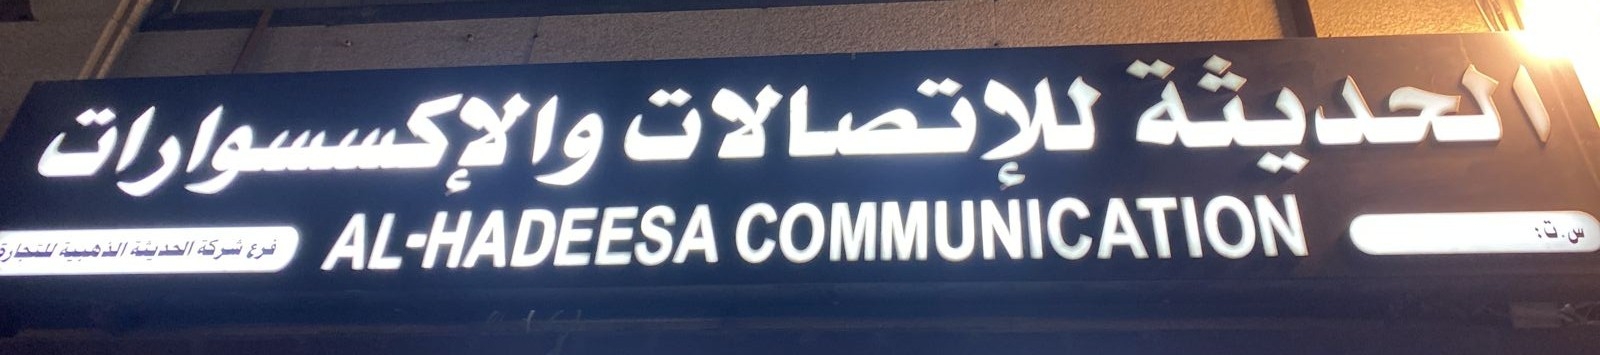 الحديثة للإتصالات والإكسسوارات
AL-HADEESA COMMUNICATION
س.ت:
فرع شركة الحديثة الذهبية للتجارة